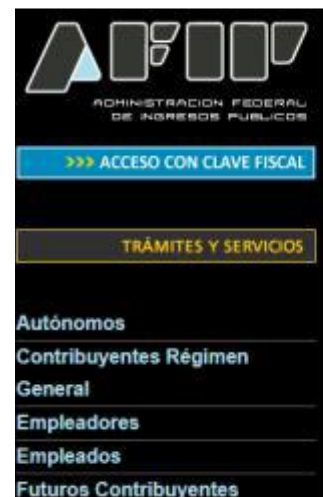 AFIP
ADMINISTRACION FEDERAL
DE INGRESOS PUBLICOS
>>> ACCESO CON CLAVE FISCAL
TRÁMITES Y SERVICIOS
Autónomos
Contribuyentes Régimen
General
Empleadores
Empleados
Futuros Contribuyentes